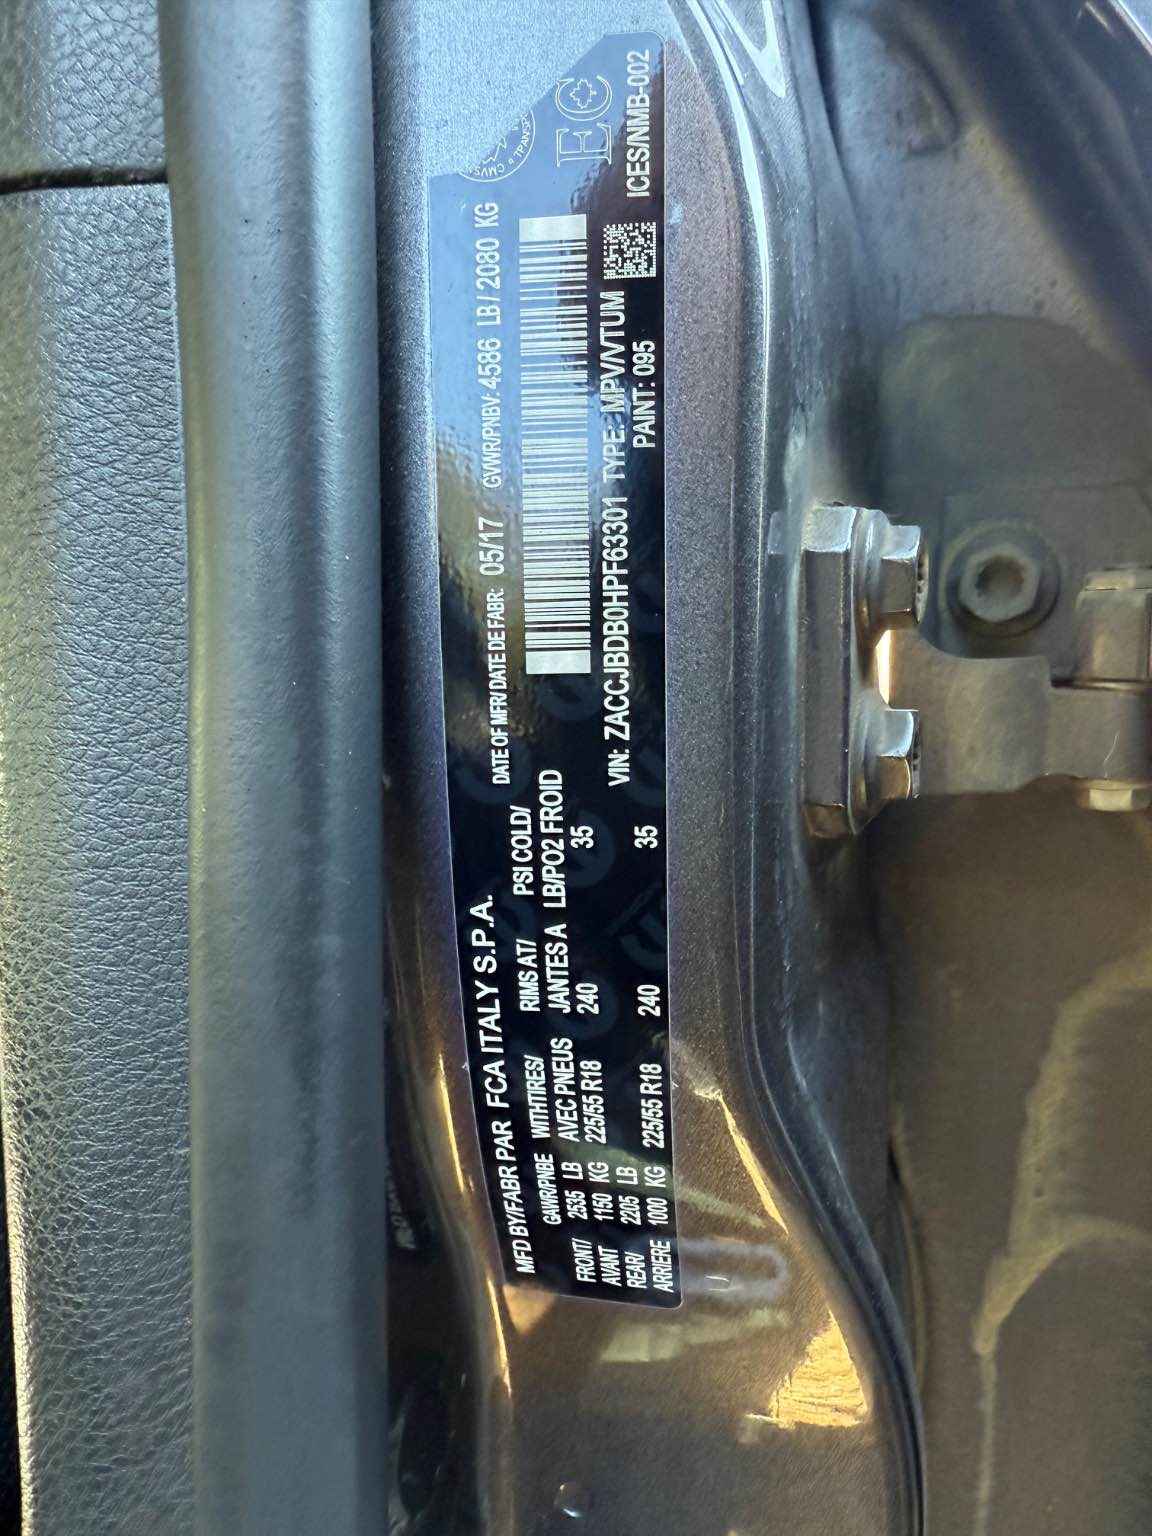 MFD BY/FABR PAR FCA ITALY S.P.A.
DATE OF MFR/DATE DE FABR: 05/17
GVWR/PNBV: 4586 LB / 2080 KG
GAWR/PNBE WITH TIRES/ RIMS AT/ PSI COLD/
AVEC PNEUS JANTES A LB/PO2 FROID
FRONT/ 2535 LB 225/55 R18 240 35
AVANT 1150 KG
REAR/ 2205 LB
ARRIERE 1000 KG 225/55 R18 240 35
VIN: ZACCJBDB0HPF63301 TYPE: MPV/VTUM
PAINT: 095
CMVS
EC
ICES/NMB-002